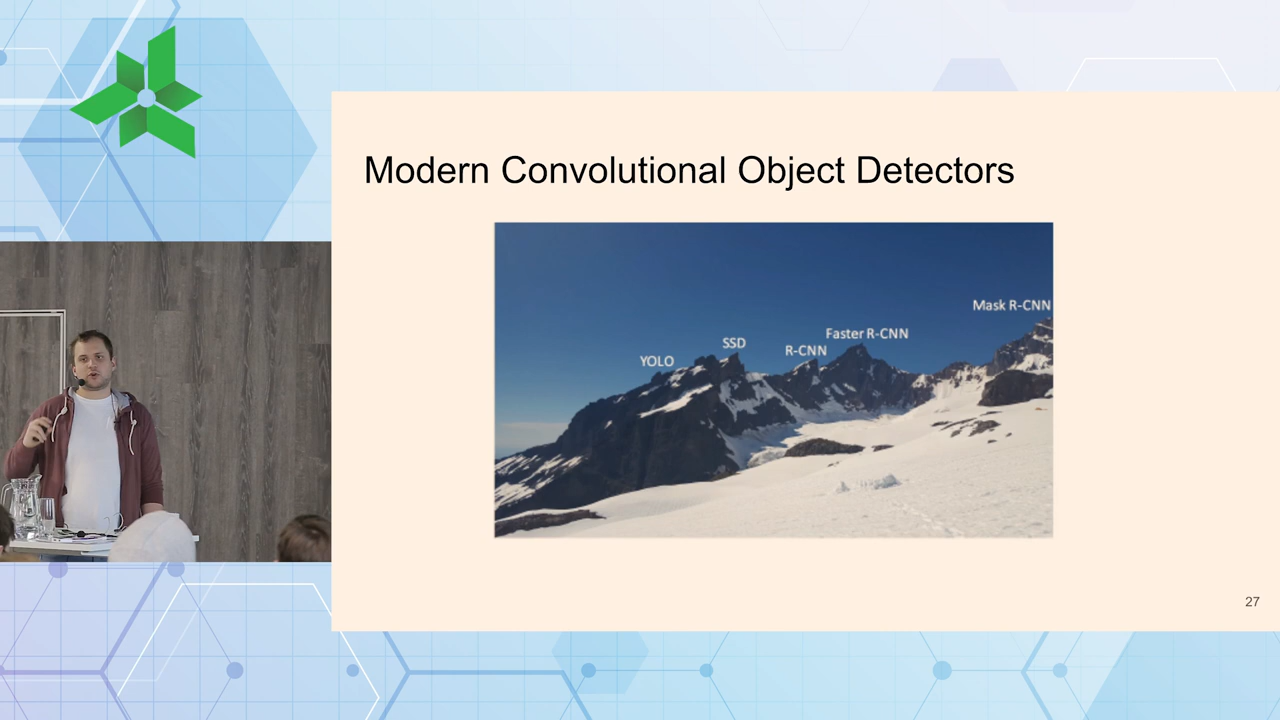 Modern Convolutional Object Detectors
Mask R-CNN
Faster R-CNN
SSD
R-CNN
YOLO
27